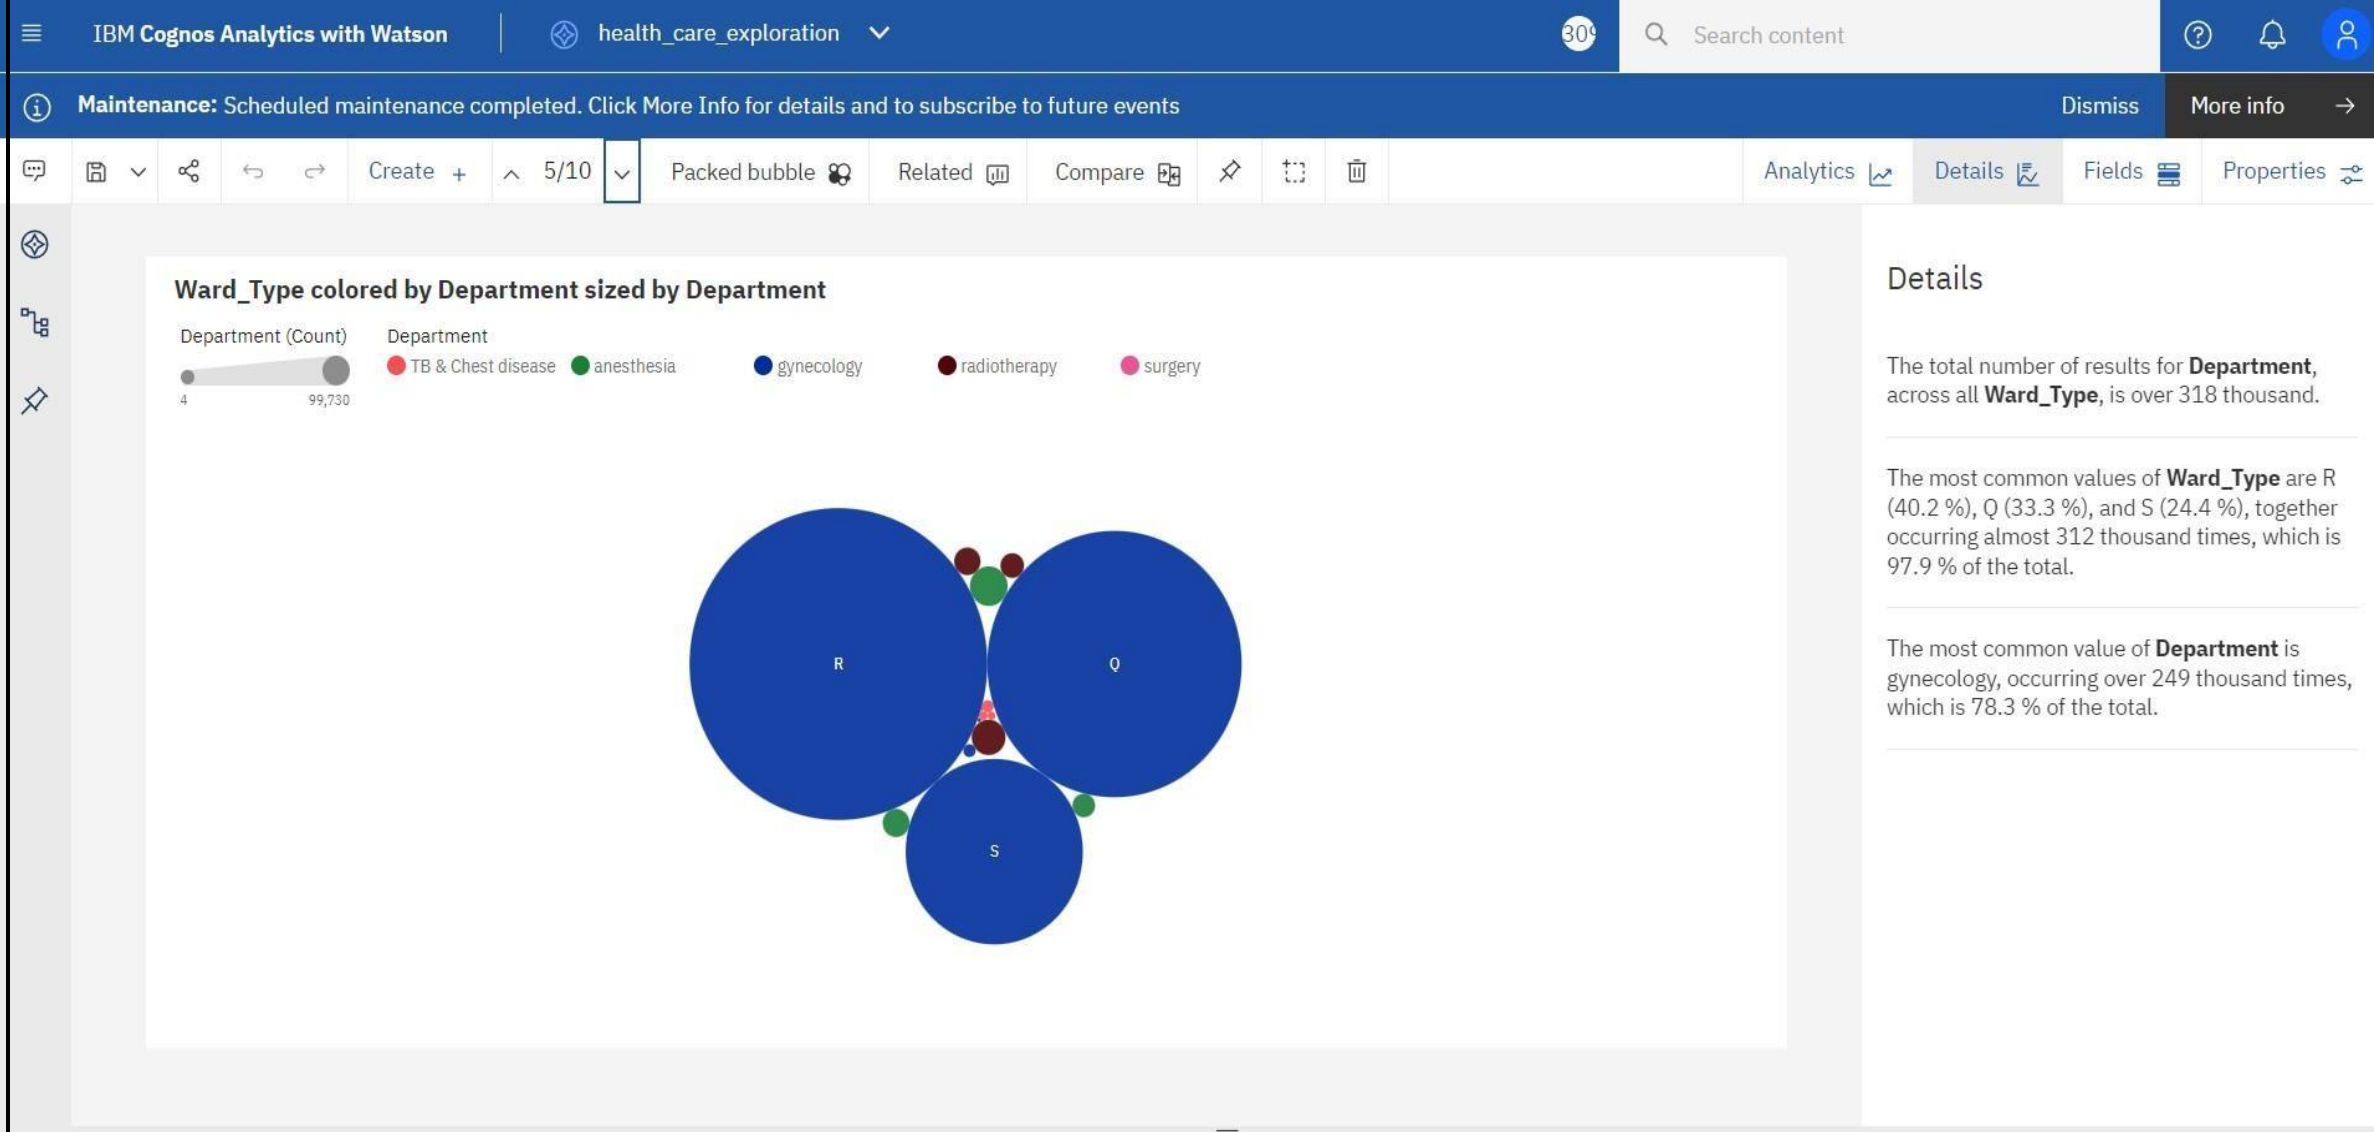 IBM Cognos Analytics with Watson
health_care_exploration
Search content
Maintenance: Scheduled maintenance completed. Click More Info for details and to subscribe to future events
Dismiss
More info
Create
5/10
Packed bubble
Related
Compare
Analytics
Details
Fields
Properties
Ward_Type colored by Department sized by Department
Department (Count)
4
99,730
Department
TB & Chest disease
anesthesia
gynecology
radiotherapy
surgery
R
Q
S
Details
The total number of results for Department,
across all Ward_Type, is over 318 thousand.
The most common values of Ward_Type are R
(40.2 %), Q (33.3 %), and S (24.4 %), together
occurring almost 312 thousand times, which is
97.9 % of the total.
The most common value of Department is
gynecology, occurring over 249 thousand times,
which is 78.3 % of the total.